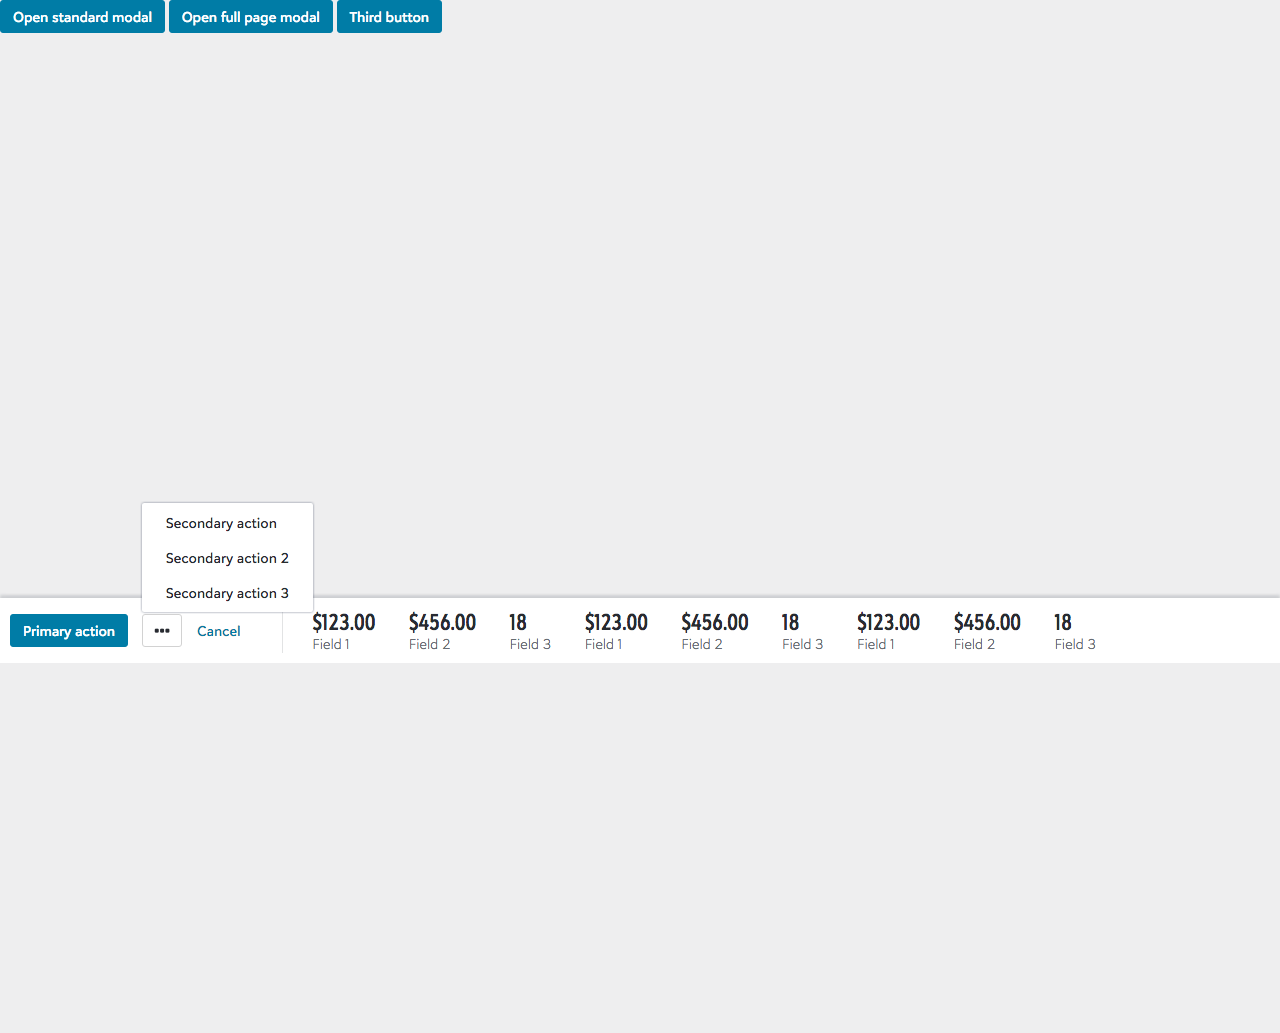 Open standard modal Open full page modal Third button
Secondary action
Secondary action 2
Secondary action 3
Primary action ••• Cancel
$123.00 $456.00 18 $123.00 $456.00 18 $123.00 $456.00 18
Field 1 Field 2 Field 3 Field 1 Field 2 Field 3 Field 1 Field 2 Field 3